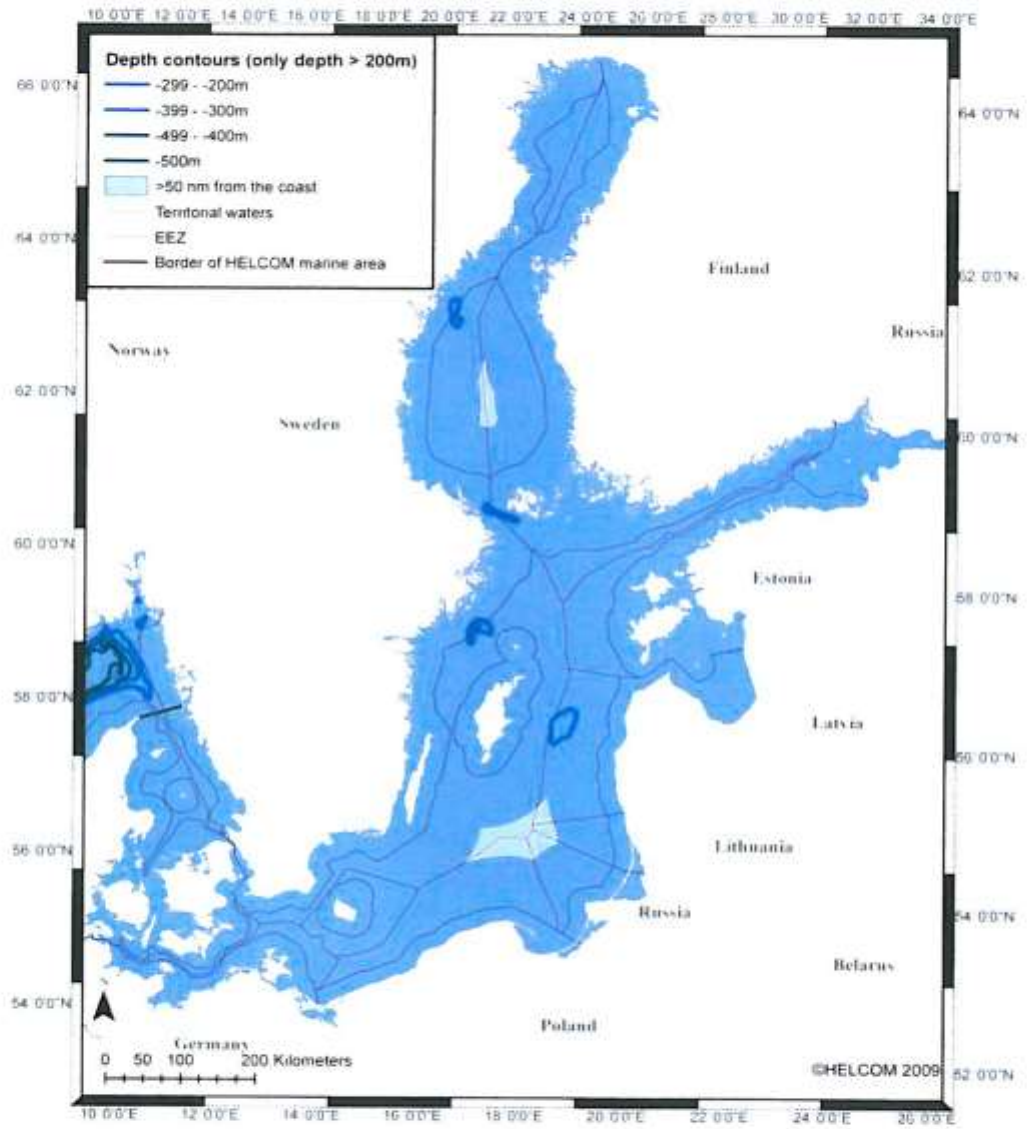 10 0'0"E 12 0'0"E 14 0'0"E 16 0'0"E 18 0'0"E 20 0'0"E 22 0'0"E 24 0'0"E 26 0'0"E 28 0'0"E 30 0'0"E 32 0'0"E 34 0'0"E
Depth contours (only depth > 200m)
-299 - -200m
-399 - -300m
-499 - -400m
-500m
>50 nm from the coast
Territorial waters
EEZ
Border of HELCOM marine area
66 0'0"N
64 0'0"N
64 0'0"N
Finland
62 0'0"N
Russia
Norway
62 0'0"N
Sweden
60 0'0"N
60 0'0"N
Estonia
58 0'0"N
58 0'0"N
Latvia
56 0'0"N
56 0'0"N
Lithuania
Russia
54 0'0"N
Belarus
54 0'0"N
Poland
Germany
0 50 100 200 Kilometers
©HELCOM 2009
52 0'0"N
10 0'0"E 12 0'0"E 14 0'0"E 16 0'0"E 18 0'0"E 20 0'0"E 22 0'0"E 24 0'0"E 26 0'0"E